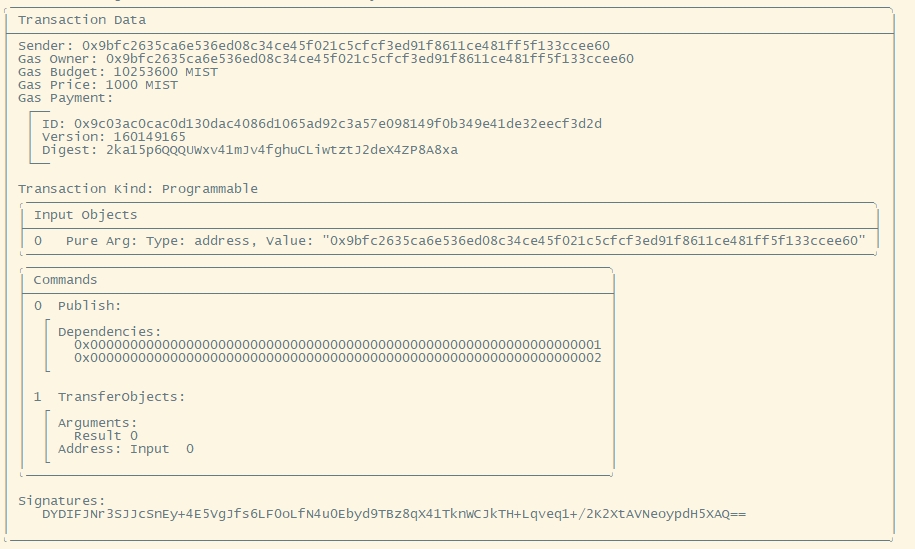 Transaction Data
Sender: 0x9bfc2635ca6e536ed08c34ce45f021c5cfcf3ed91f8611ce481ff5f133ccee60
Gas Owner: 0x9bfc2635ca6e536ed08c34ce45f021c5cfcf3ed91f8611ce481ff5f133ccee60
Gas Budget: 10253600 MIST
Gas Price: 1000 MIST
Gas Payment:
ID: 0x9c03ac0cac0d130dac4086d1065ad92c3a57e098149f0b349e41de32eecf3d2d
Version: 160149165
Digest: 2ka15p6QQQUWxv41mJv4fghuCLiwtztJ2deX4ZP8A8xa
Transaction Kind: Programmable
Input Objects
0 Pure Arg: Type: address, Value: "0x9bfc2635ca6e536ed08c34ce45f021c5cfcf3ed91f8611ce481ff5f133ccee60"
Commands
0 Publish:
Dependencies:
0x0000000000000000000000000000000000000000000000000000000000000001
0x0000000000000000000000000000000000000000000000000000000000000002
1 TransferObjects:
Arguments:
Result 0
Address: Input 0
Signatures:
DYDIFJNr3SJJcSnEy+4E5VgJfs6LF0oLfN4u0Ebyd9TBz8qX41TknWCJkTH+Lqveq1+/2K2XtAVNeoypdH5XAQ==